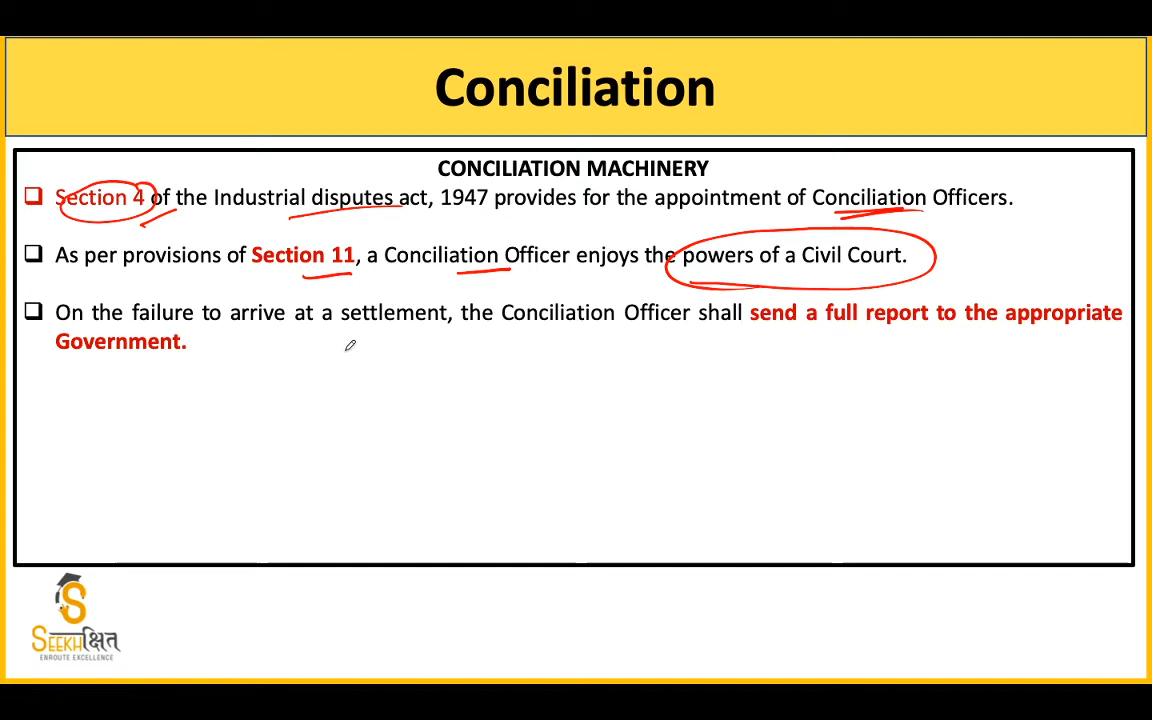 Conciliation
CONCILIATION MACHINERY
Section 4 of the Industrial disputes act, 1947 provides for the appointment of Conciliation Officers.
As per provisions of Section 11, a Conciliation Officer enjoys the powers of a Civil Court.
On the failure to arrive at a settlement, the Conciliation Officer shall send a full report to the appropriate
Government.
S
SEEKHक्षित
ENROUTE EXCELLENCE